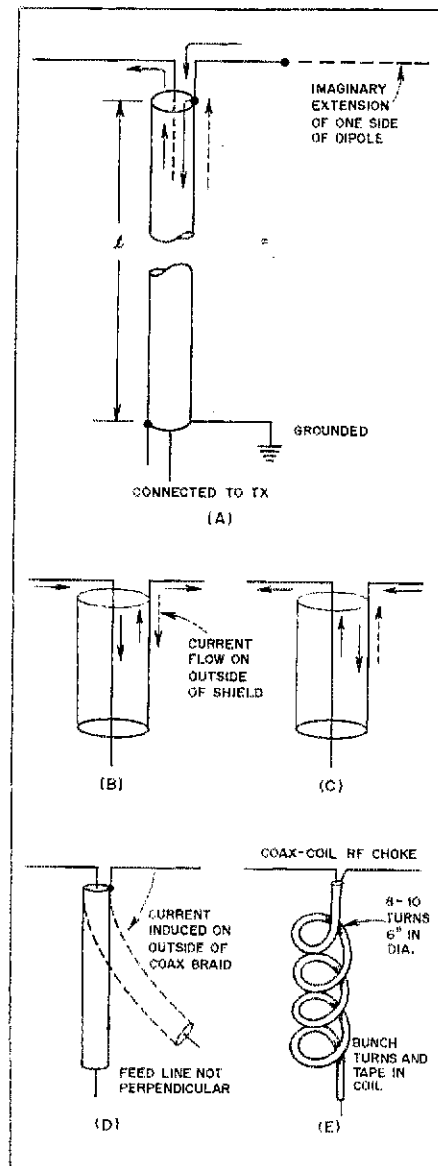 IMAGINARY
EXTENSION
OF ONE SIDE
OF DIPOLE
ℓ
GROUNDED
CONNECTED TO TX
(A)
CURRENT
FLOW ON
OUTSIDE
OF SHIELD
(B)
(C)
COAX-COIL RF CHOKE
CURRENT
INDUCED ON
OUTSIDE OF
COAX BRAID
8-10
TURNS
6" IN
DIA.
FEED LINE NOT
PERPENDICULAR
BUNCH
TURNS AND
TAPE IN
COIL
(D)
(E)